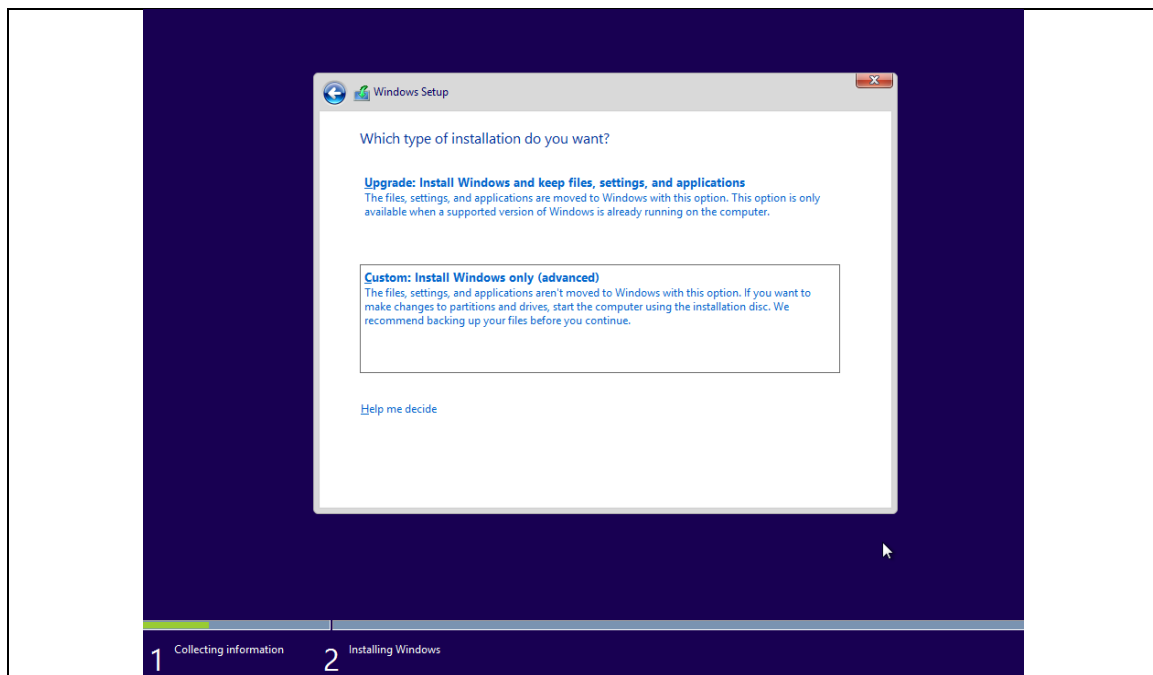 Windows Setup
Which type of installation do you want?
Upgrade: Install Windows and keep files, settings, and applications
The files, settings, and applications are moved to Windows with this option. This option is only
available when a supported version of Windows is already running on the computer.
Custom: Install Windows only (advanced)
The files, settings, and applications aren't moved to Windows with this option. If you want to
make changes to partitions and drives, start the computer using the installation disc. We
recommend backing up your files before you continue.
Help me decide
1 Collecting information 2 Installing Windows